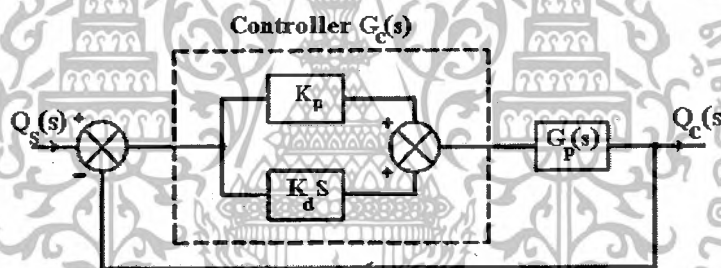 Controller G_c(s)
Q_s(s) +
K_p
+
G_p(s)
Q_c(s
-
K_d S
+